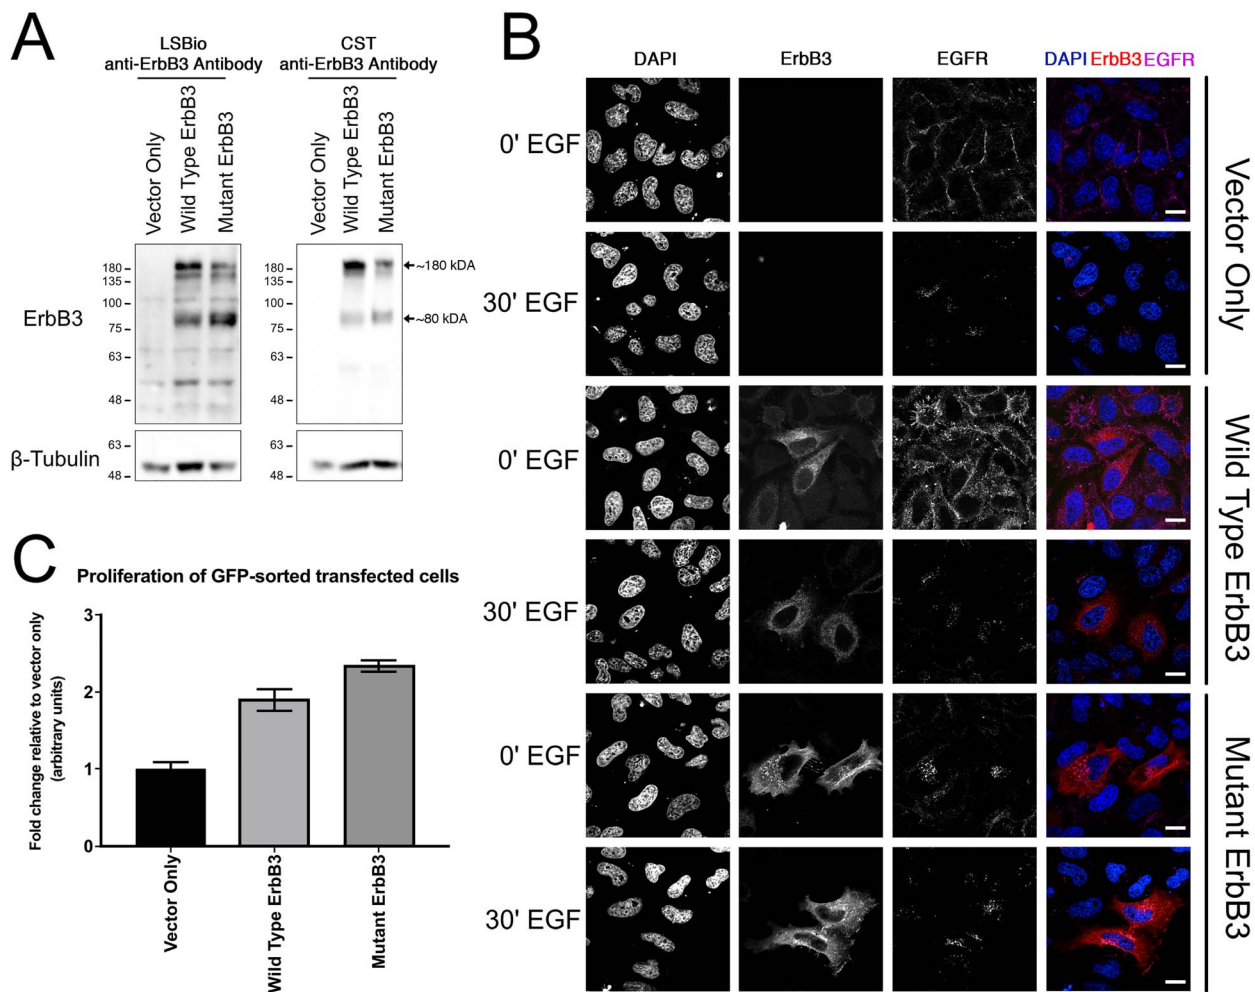 A
LSBio
anti-ErbB3 Antibody
CST
anti-ErbB3 Antibody
Vector Only
Wild Type ErbB3
Mutant ErbB3
Vector Only
Wild Type ErbB3
Mutant ErbB3
ErbB3
180
135
100
75
63
48
180
135
100
75
63
48
~180 kDA
~80 kDA
β-Tubulin
63
48
63
48
B
DAPI
ErbB3
EGFR
DAPI ErbB3 EGFR
0' EGF
30' EGF
Vector Only
0' EGF
30' EGF
Wild Type ErbB3
0' EGF
30' EGF
Mutant ErbB3
C
Proliferation of GFP-sorted transfected cells
Fold change relative to vector only
(arbitrary units)
3
2
1
0
Vector Only
Wild Type ErbB3
Mutant ErbB3